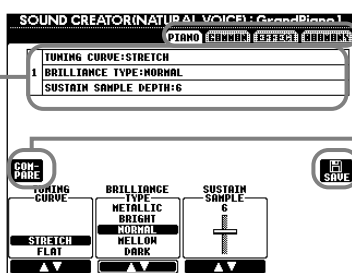 SOUND CREATOR(NATURAL VOICE): GrandPiano1
PIANO COMMON EFFECT HARMONY
TUNING CURVE:STRETCH
1 BRILLIANCE TYPE:NORMAL
SUSTAIN SAMPLE DEPTH:6
COM-
PARE
SAVE
TUNING
CURVE
STRETCH
FLAT
BRILLIANCE
TYPE
METALLIC
BRIGHT
NORMAL
MELLOW
DARK
SUSTAIN
SAMPLE
6